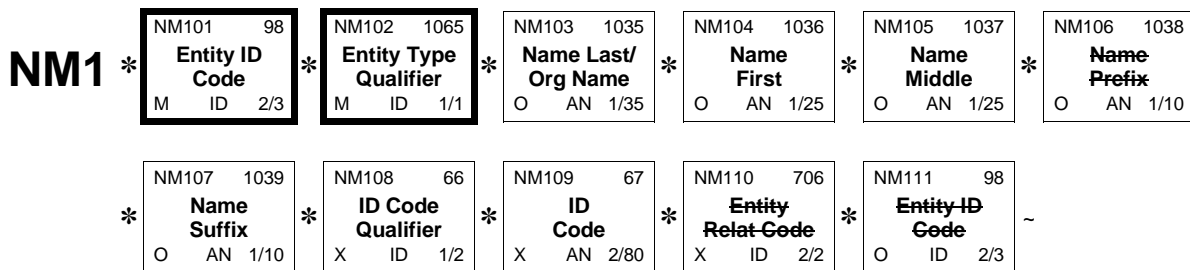 NM101 98 NM102 1065 NM103 1035 NM104 1036 NM105 1037 NM106 1038
NM1 * Entity ID * Entity Type * Name Last/ * Name * Name * Name
Code Qualifier Org Name First Middle Prefix
M ID 2/3 M ID 1/1 O AN 1/35 O AN 1/25 O AN 1/25 O AN 1/10
NM107 1039 NM108 66 NM109 67 NM110 706 NM111 98
* Name * ID Code * ID * Entity * Entity ID ~
Suffix Qualifier Code Relat Code Code
O AN 1/10 X ID 1/2 X AN 2/80 X ID 2/2 O ID 2/3